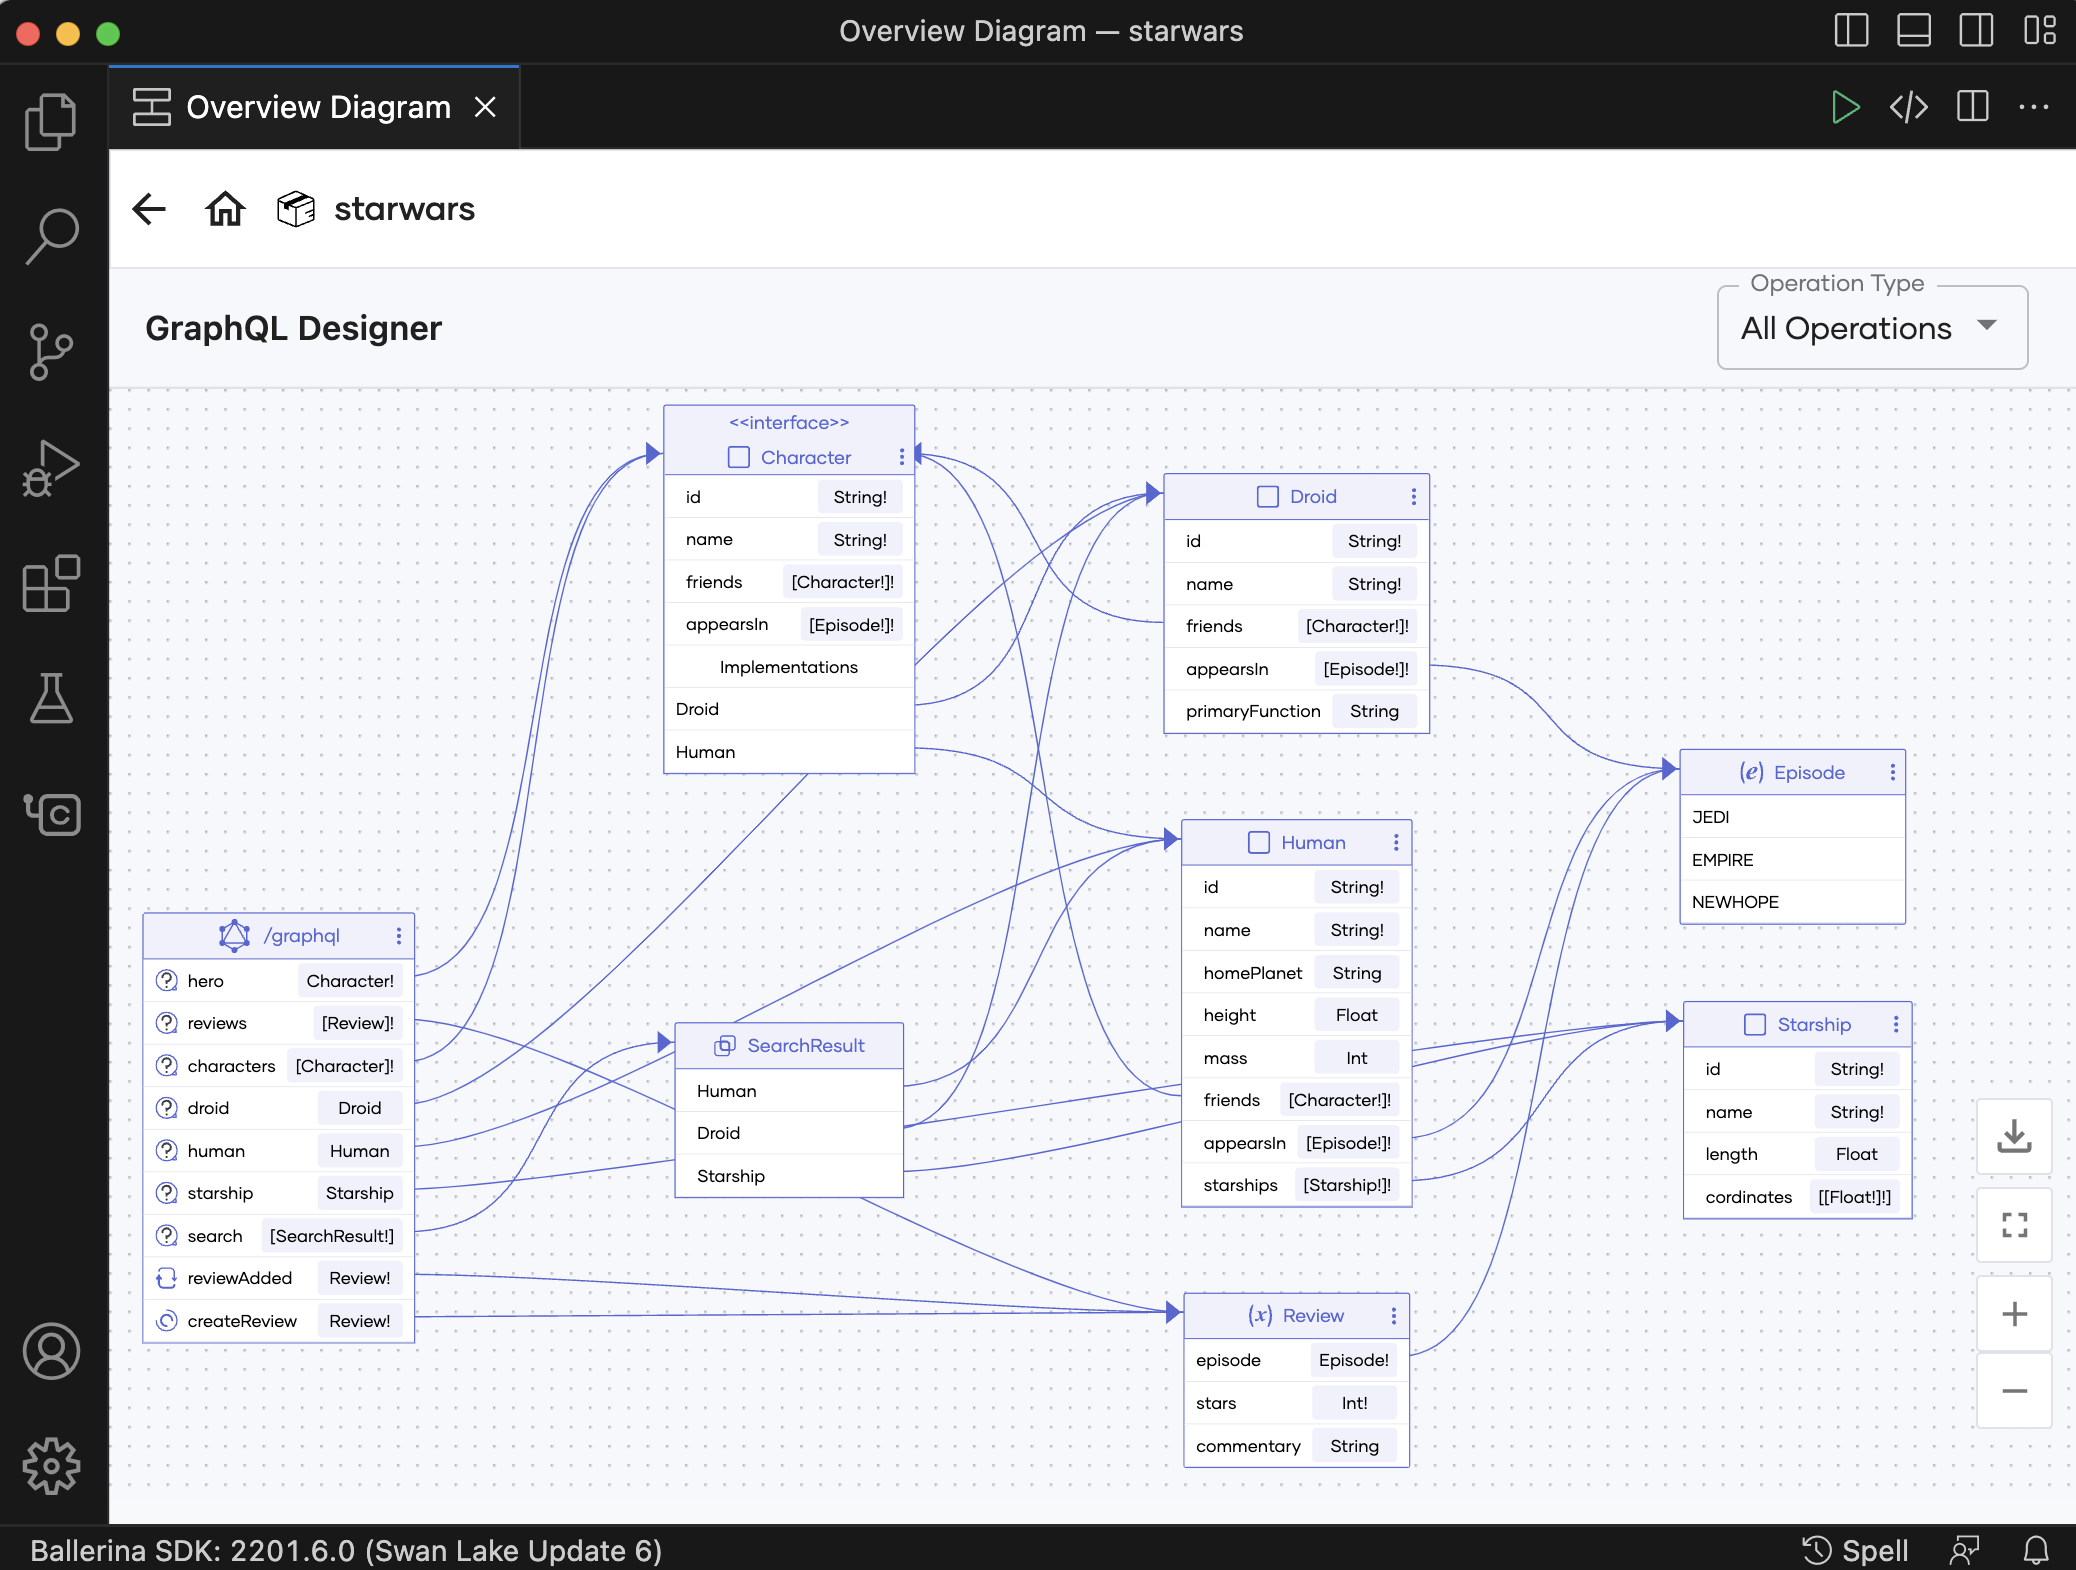 Overview Diagram — starwars
Overview Diagram
starwars
GraphQL Designer
Operation Type
All Operations
<<interface>>
Character
id String!
name String!
friends [Character!]!
appearsIn [Episode!]!
Implementations
Droid
Human
Droid
id String!
name String!
friends [Character!]!
appearsIn [Episode!]!
primaryFunction String
(e) Episode
JEDI
EMPIRE
NEWHOPE
Human
id String!
name String!
homePlanet String
height Float
mass Int
friends [Character!]!
appearsIn [Episode!]!
starships [Starship!]!
/graphql
hero Character!
reviews [Review]!
characters [Character]!
droid Droid
human Human
starship Starship
search [SearchResult!]
reviewAdded Review!
createReview Review!
SearchResult
Human
Droid
Starship
Starship
id String!
name String!
length Float
cordinates [[Float!]!]
(x) Review
episode Episode!
stars Int!
commentary String
Ballerina SDK: 2201.6.0 (Swan Lake Update 6)
Spell